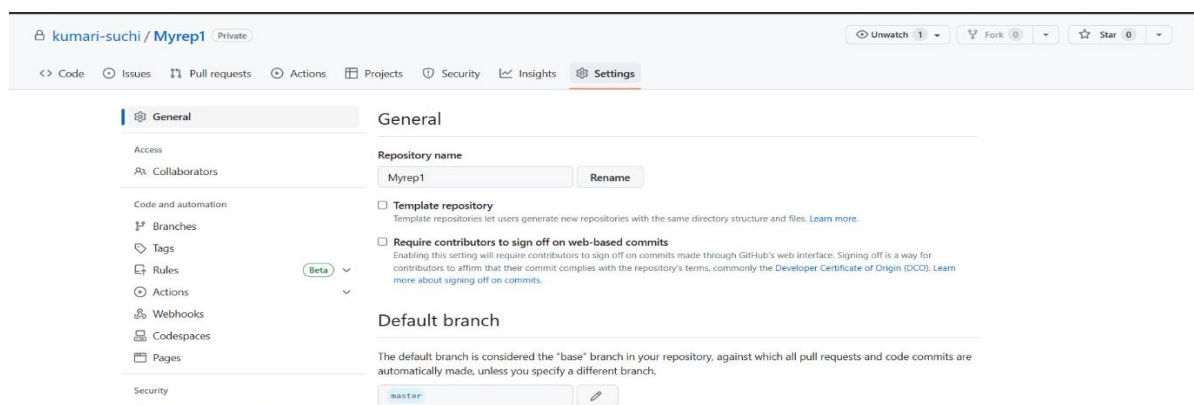 kumari-suchi / Myrep1 Private
Unwatch 1 Fork 0 Star 0
Code Issues Pull requests Actions Projects Security Insights Settings
General
Access
Collaborators
Code and automation
Branches
Tags
Rules Beta
Actions
Webhooks
Codespaces
Pages
Security
General
Repository name
Myrep1 Rename
Template repository
Template repositories let users generate new repositories with the same directory structure and files. Learn more.
Require contributors to sign off on web-based commits
Enabling this setting will require contributors to sign off on commits made through GitHub's web interface. Signing off is a way for
contributors to affirm that their commit complies with the repository's terms, commonly the Developer Certificate of Origin (DCO). Learn
more about signing off on commits.
Default branch
The default branch is considered the "base" branch in your repository, against which all pull requests and code commits are
automatically made, unless you specify a different branch.
master